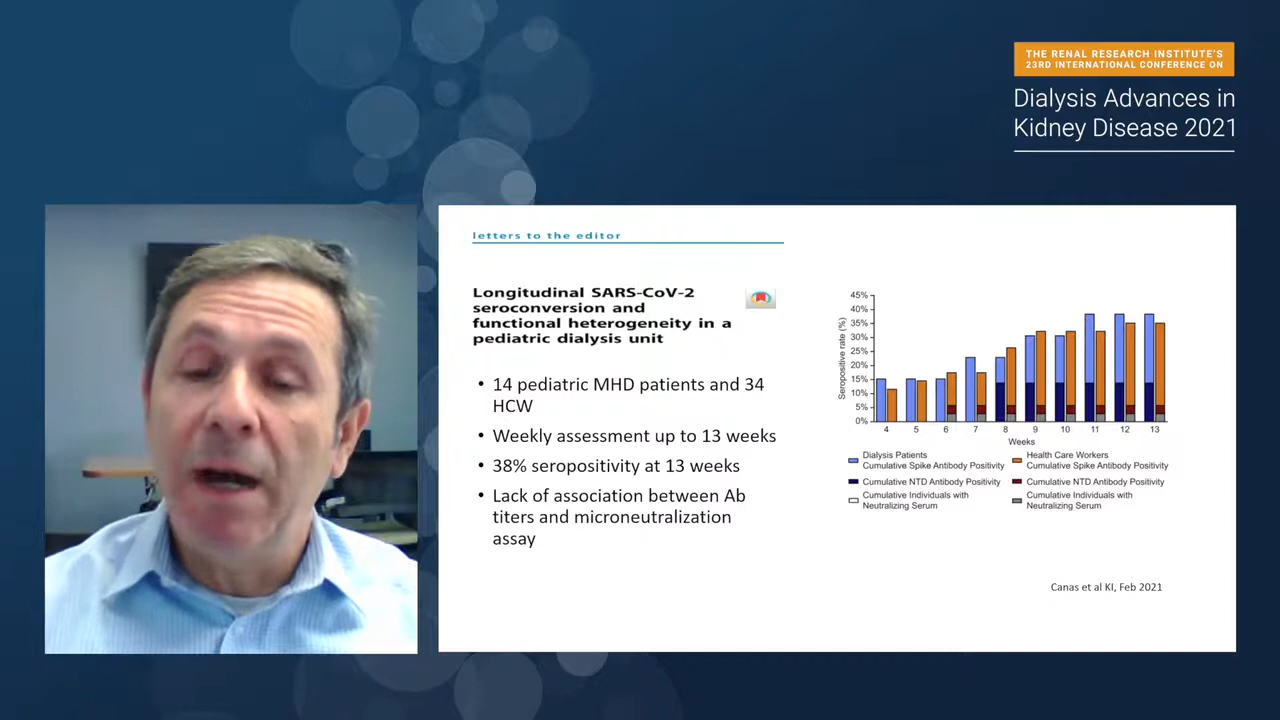 THE RENAL RESEARCH INSTITUTE'S
23RD INTERNATIONAL CONFERENCE ON
Dialysis Advances in
Kidney Disease 2021
letters to the editor
Longitudinal SARS-CoV-2
seroconversion and
functional heterogeneity in a
pediatric dialysis unit
• 14 pediatric MHD patients and 34
HCW
• Weekly assessment up to 13 weeks
• 38% seropositivity at 13 weeks
• Lack of association between Ab
titers and microneutralization
assay
Seropositive rate (%)
45%
40%
35%
30%
25%
20%
15%
10%
5%
0%
4 5 6 7 8 9 10 11 12 13
Weeks
Dialysis Patients
Cumulative Spike Antibody Positivity
Cumulative NTD Antibody Positivity
Cumulative Individuals with
Neutralizing Serum
Health Care Workers
Cumulative Spike Antibody Positivity
Cumulative NTD Antibody Positivity
Cumulative Individuals with
Neutralizing Serum
Canas et al KI, Feb 2021